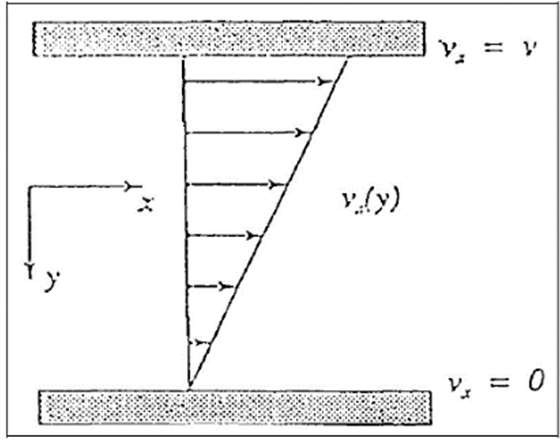 vₓ = v
x
vₓ(y)
y
vₓ = 0